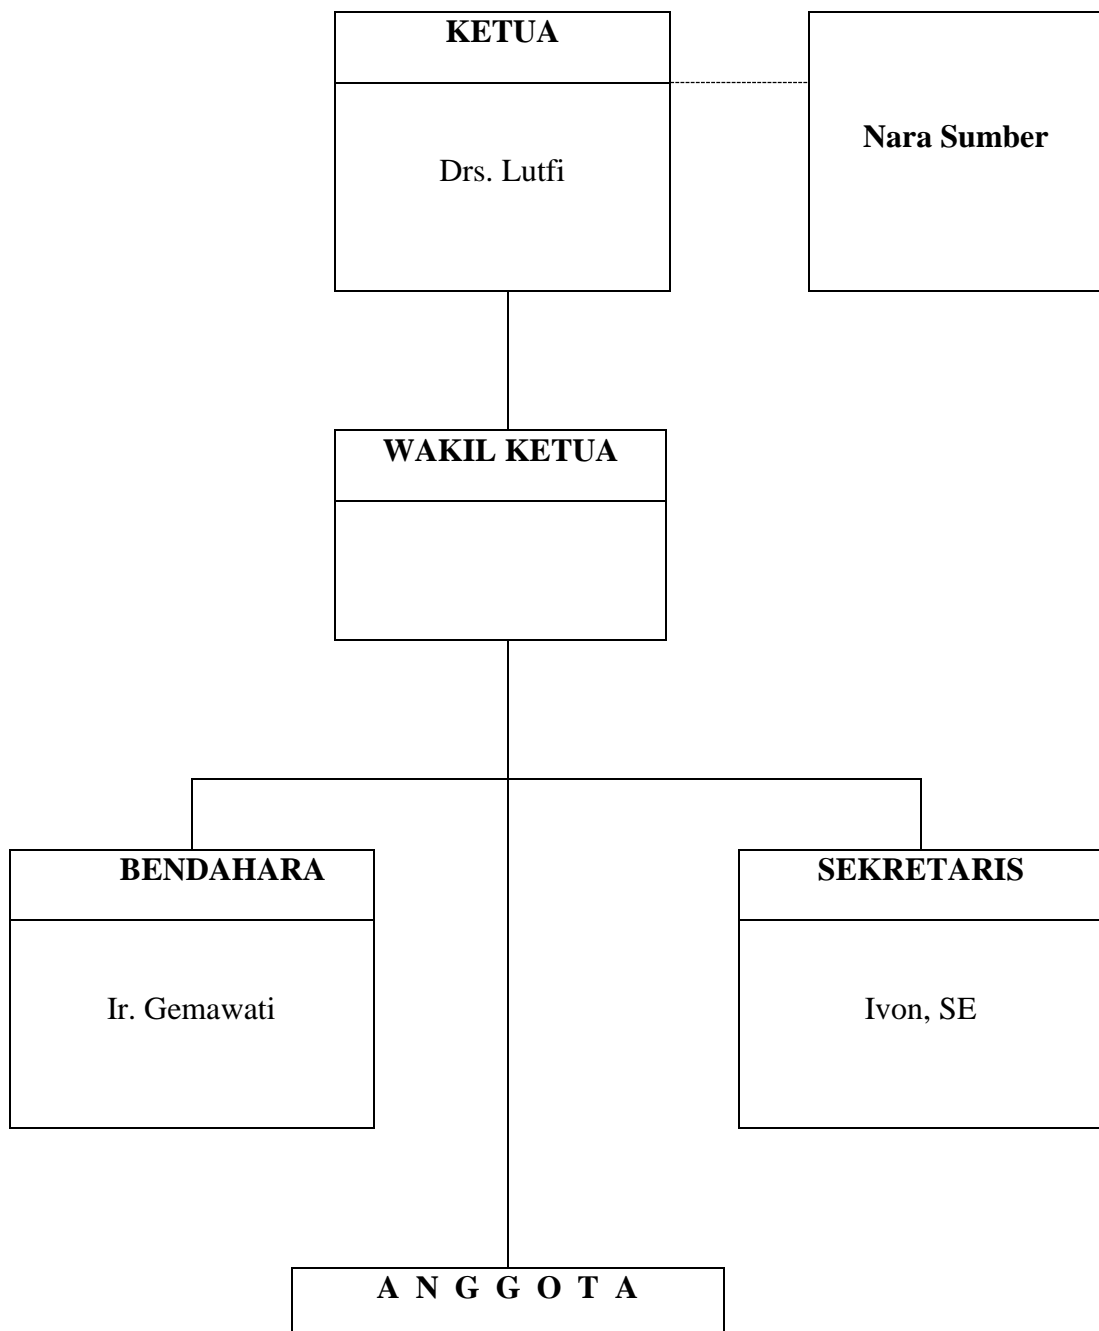 KETUA
Nara Sumber
Drs. Lutfi
WAKIL KETUA
BENDAHARA
SEKRETARIS
Ir. Gemawati
Ivon, SE
A N G G O T A